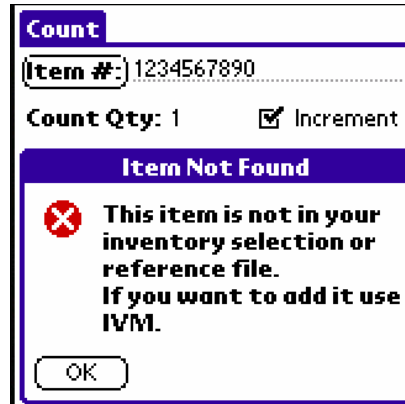 Count
Item #: 1234567890
Count Qty: 1 Increment
Item Not Found
This item is not in your
inventory selection or
reference file.
If you want to add it use
IVM.
OK